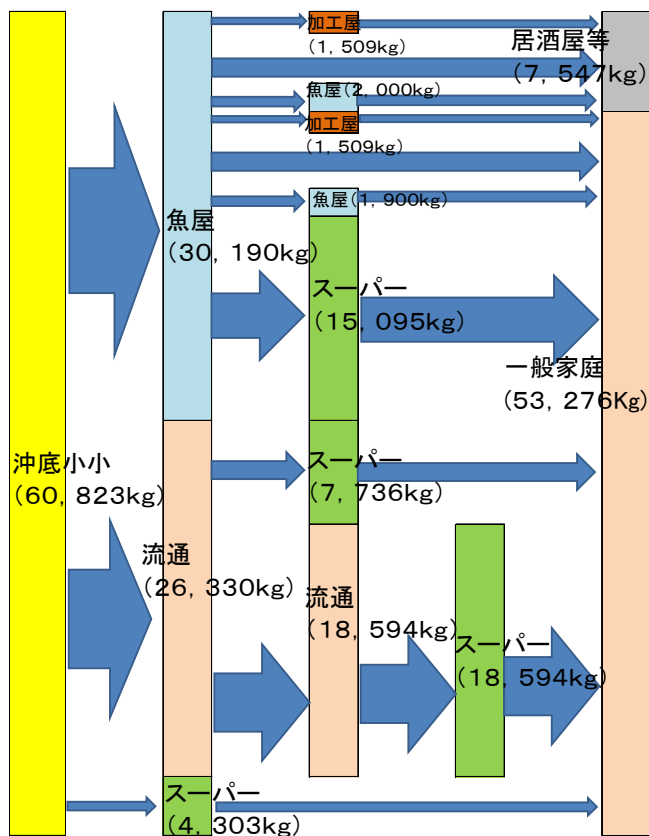 加工屋
(1，509kg)
居酒屋等
(7，547kg)
魚屋(2，000kg)
加工屋
(1，509kg)
魚屋(1，900kg)
魚屋
(30，190kg)
スーパー
(15，095kg)
一般家庭
(53，276Kg)
沖底小小
(60，823kg)
スーパー
(7，736kg)
流通
(26，330kg)
流通
(18，594kg)
スーパー
(18，594kg)
スーパー
(4，303kg)